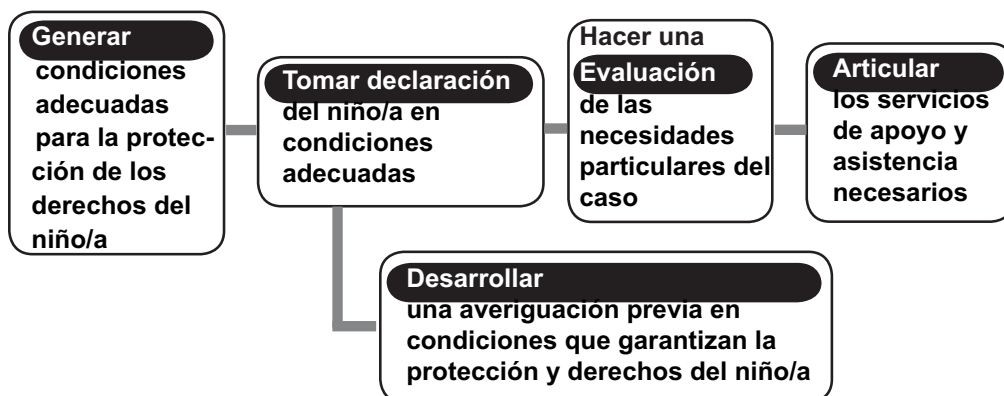 Generar
condiciones
adecuadas
para la protec-
ción de los
derechos del
niño/a
Tomar declaración
del niño/a en
condiciones
adecuadas
Hacer una
Evaluación
de las
necesidades
particulares del
caso
Articular
los servicios
de apoyo y
asistencia
necesarios
Desarrollar
una averiguación previa en
condiciones que garantizan la
protección y derechos del niño/a